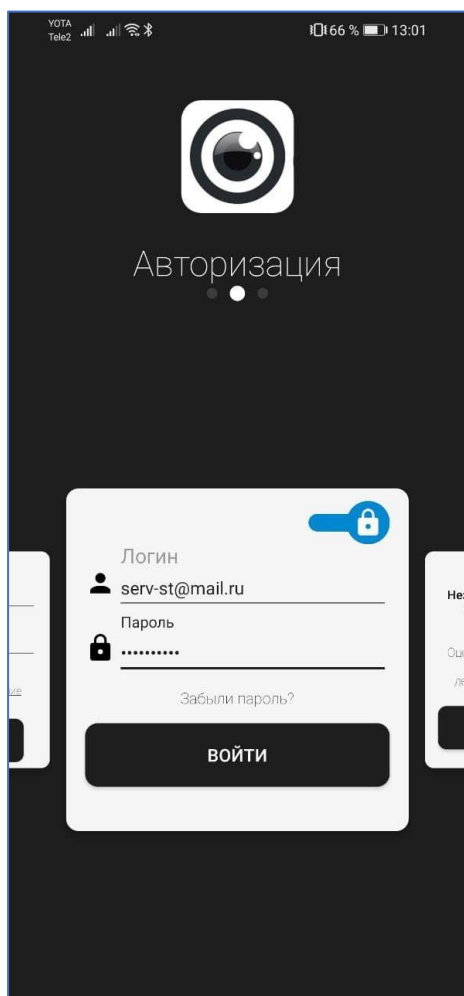 YOTA
Tele2
66 % 13:01
Авторизация
Логин
serv-st@mail.ru
Пароль
••••••••••
Забыли пароль?
ВОЙТИ